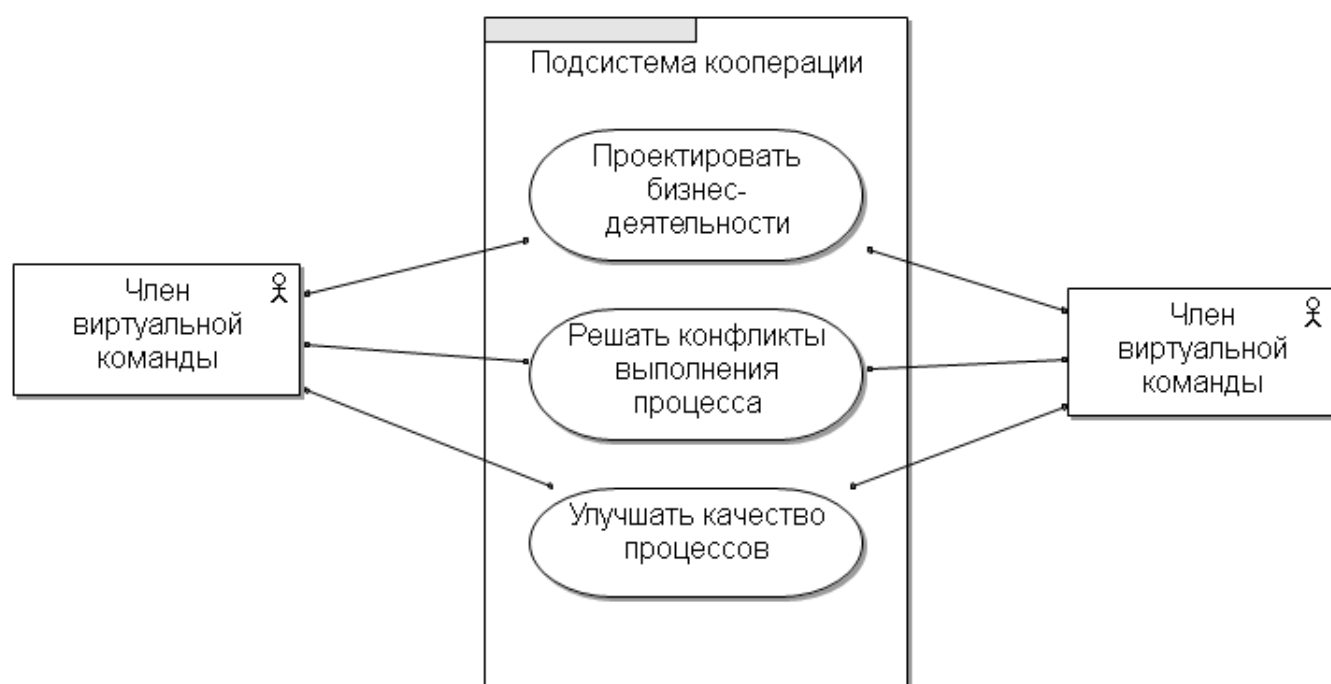 Подсистема кооперации
Проектировать
бизнес-
деятельности
Член
виртуальной
команды
Решать конфликты
выполнения
процесса
Член
виртуальной
команды
Улучшать качество
процессов